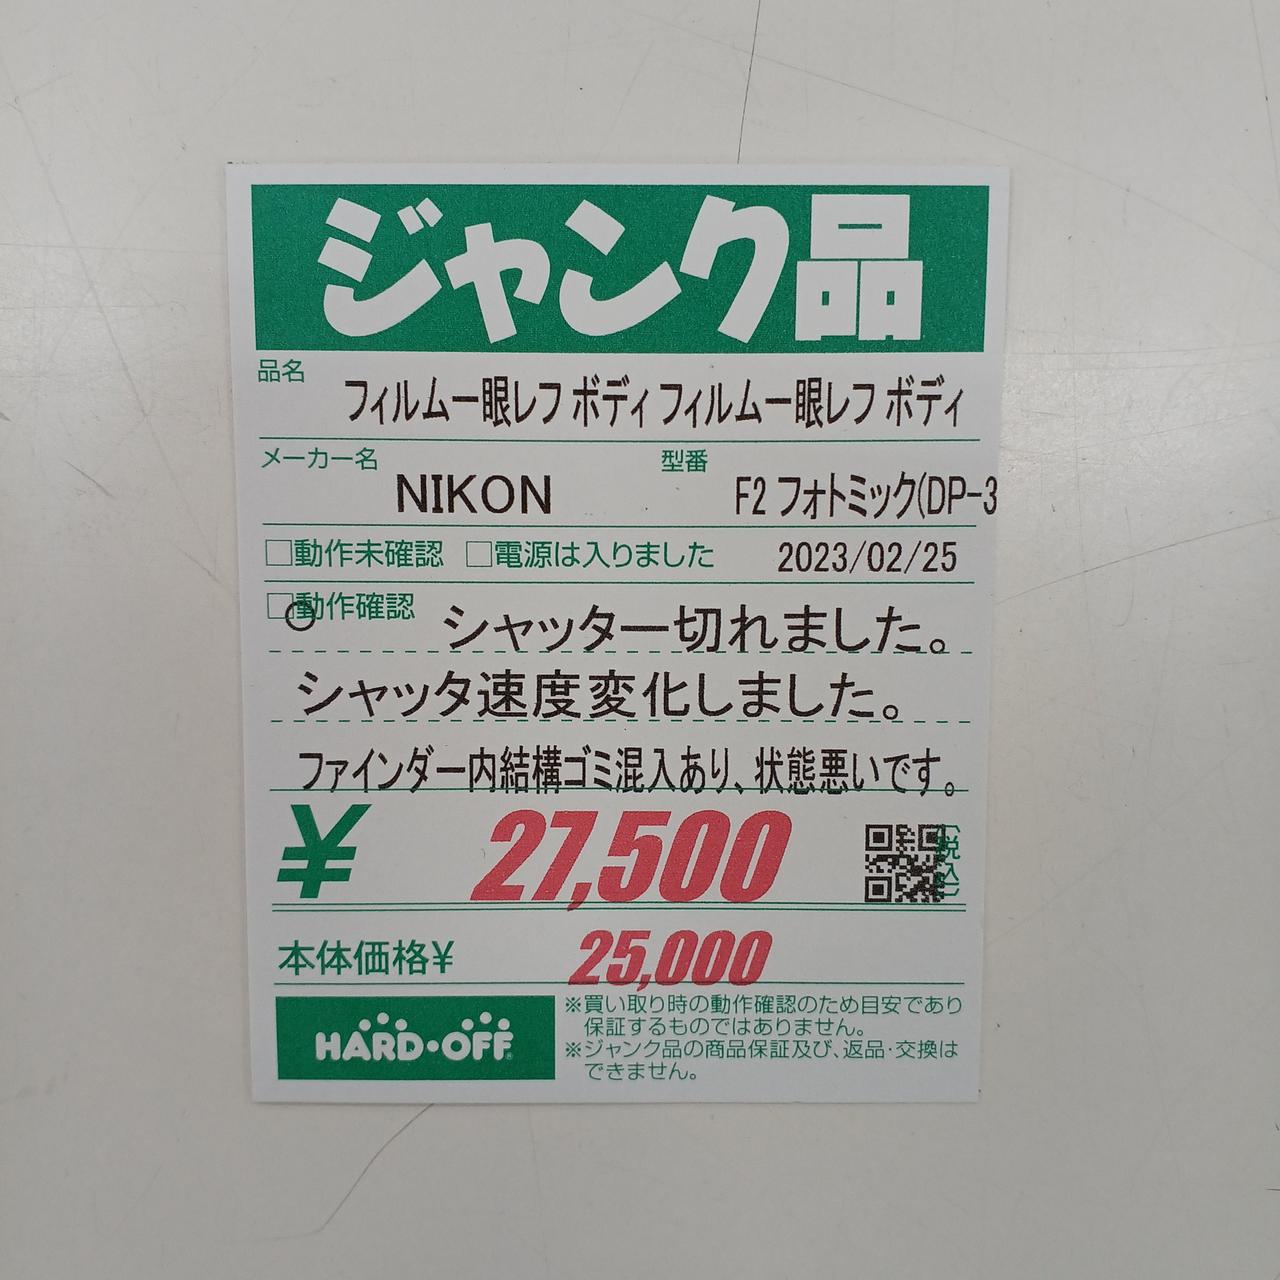 ジャンク品
品名
フィルム一眼レフ ボディ フィルム一眼レフ ボディ
メーカー名 NIKON 型番 F2 フォトミック(DP-3
□動作未確認 □電源は入りました 2023/02/25
□動作確認 シャッター切れました。
シャッタ速度変化しました。
ファインダー内結構ゴミ混入あり、状態悪いです。
¥ 27,500 (税込)
本体価格¥ 25,000
HARD・OFF®
※買い取り時の動作確認のため目安であり
保証するものではありません。
※ジャンク品の商品保証及び、返品・交換は
できません。